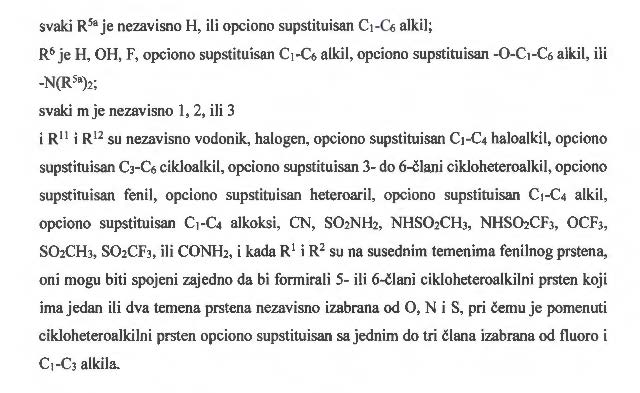 svaki R⁵ᵃ je nezavisno H, ili opciono supstituisan C₁-C₆ alkil;
R⁶ je H, OH, F, opciono supstituisan C₁-C₆ alkil, opciono supstituisan -O-C₁-C₆ alkil, ili
-N(R⁵ᵃ)₂;
svaki m je nezavisno 1, 2, ili 3
i R¹¹ i R¹² su nezavisno vodonik, halogen, opciono supstituisan C₁-C₄ haloalkil, opciono
supstituisan C₃-C₆ cikloalkil, opciono supstituisan 3- do 6-člani cikloheteroalkil, opciono
supstituisan fenil, opciono supstituisan heteroaril, opciono supstituisan C₁-C₄ alkil,
opciono supstituisan C₁-C₄ alkoksi, CN, SO₂NH₂, NHSO₂CH₃, NHSO₂CF₃, OCF₃,
SO₂CH₃, SO₂CF₃, ili CONH₂, i kada R¹ i R² su na susednim temenima fenilnog prstena,
oni mogu biti spojeni zajedno da bi formirali 5- ili 6-člani cikloheteroalkilni prsten koji
ima jedan ili dva temena prstena nezavisno izabrana od O, N i S, pri čemu je pomenuti
cikloheteroalkilni prsten opciono supstituisan sa jednim do tri člana izabrana od fluoro i
C₁-C₃ alkila.